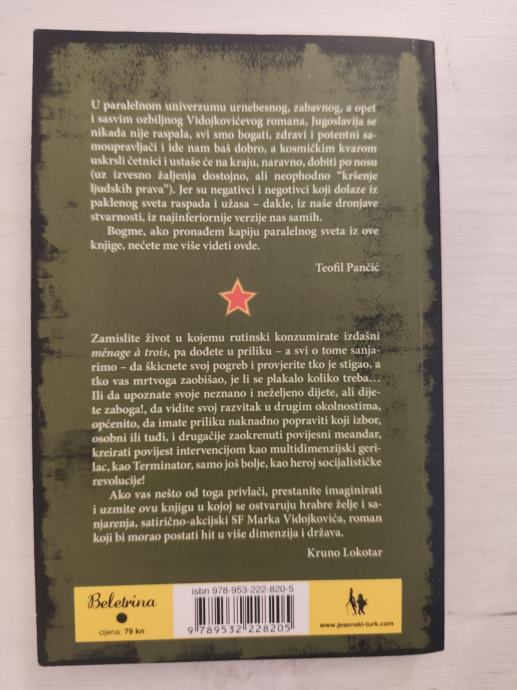 U paralelnom univerzumu urnebesnog, zabavnog, a opet
i sasvim ozbiljnog Vidojkovićevog romana, Jugoslavija se
nikada nije raspala, svi smo bogati, zdravi i potentni sa-
moupravljači i ide nam baš dobro, a kosmičkim kvarom
uskrsli četnici i ustaše će na kraju, naravno, dobiti po nosu
(uz izvesno žaljenja dostojno, ali neophodno “kršenje
ljudskih prava”). Jer su negativci i negotivci koji dolaze iz
paklenog sveta raspada i užasa – dakle, iz naše dronjave
stvarnosti, iz najinferiornije verzije nas samih.
Bogme, ako pronađem kapiju paralelnog sveta iz ove
knjige, nećete me više videti ovde.
Teofil Pančić
Zamislite život u kojemu rutinski konzumirate izdašni
ménage à trois, pa dođete u priliku – a svi o tome sanja-
rimo – da škicnete svoj pogreb i provjerite tko je stigao, a
tko vas mrtvoga zaobišao, je li se plakalo koliko treba...
Ili da upoznate svoje neznano i neželjeno dijete, ali dije-
te zaboga!, da vidite svoj razvitak u drugim okolnostima,
općenito, da imate priliku naknadno popraviti koji izbor,
osobni ili tuđi, i drugačije zaokrenuti povijesni meandar,
kreirati povijest intervencijom kao multidimenzijski geri-
lac, kao Terminator, samo još bolje, kao heroj socijalističke
revolucije!
Ako vas nešto od toga privlači, prestanite imaginirati
i uzmite ovu knjigu u kojoj se ostvaruju hrabre želje i sa-
njarenja, satirično-akcijski SF Marka Vidojkovića, roman
koji bi morao postati hit u više dimenzija i država.
Kruno Lokotar
Beletrina
cijena: 79 kn
isbn 978-953-222-820-5
9 789532 228205
www.jesenski-turk.com